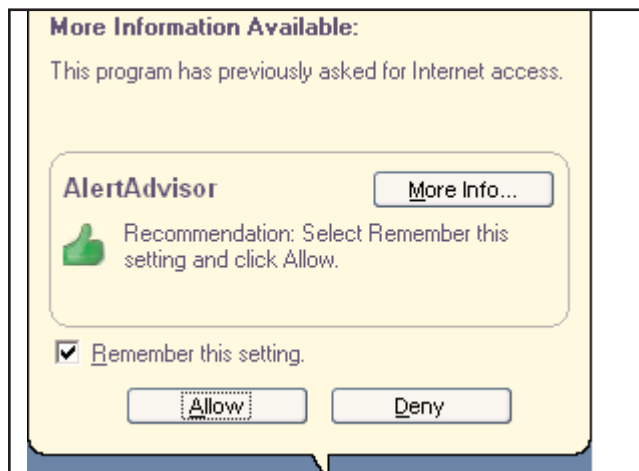 More Information Available:
This program has previously asked for Internet access.
AlertAdvisor
More Info...
Recommendation: Select Remember this
setting and click Allow.
Remember this setting.
Allow
Deny